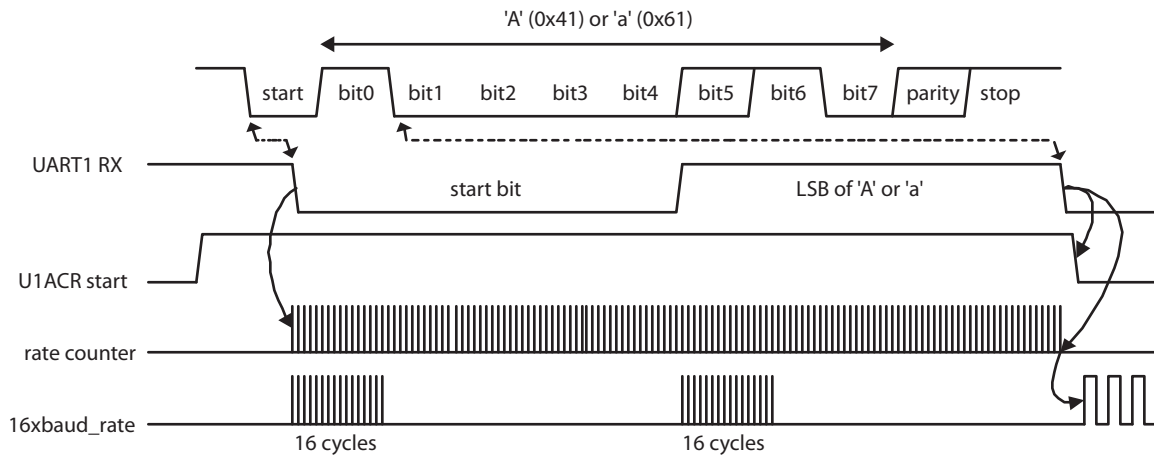 'A' (0x41) or 'a' (0x61)
start bit0 bit1 bit2 bit3 bit4 bit5 bit6 bit7 parity stop
UART1 RX
start bit
LSB of 'A' or 'a'
U1ACR start
rate counter
16xbaud_rate
16 cycles
16 cycles